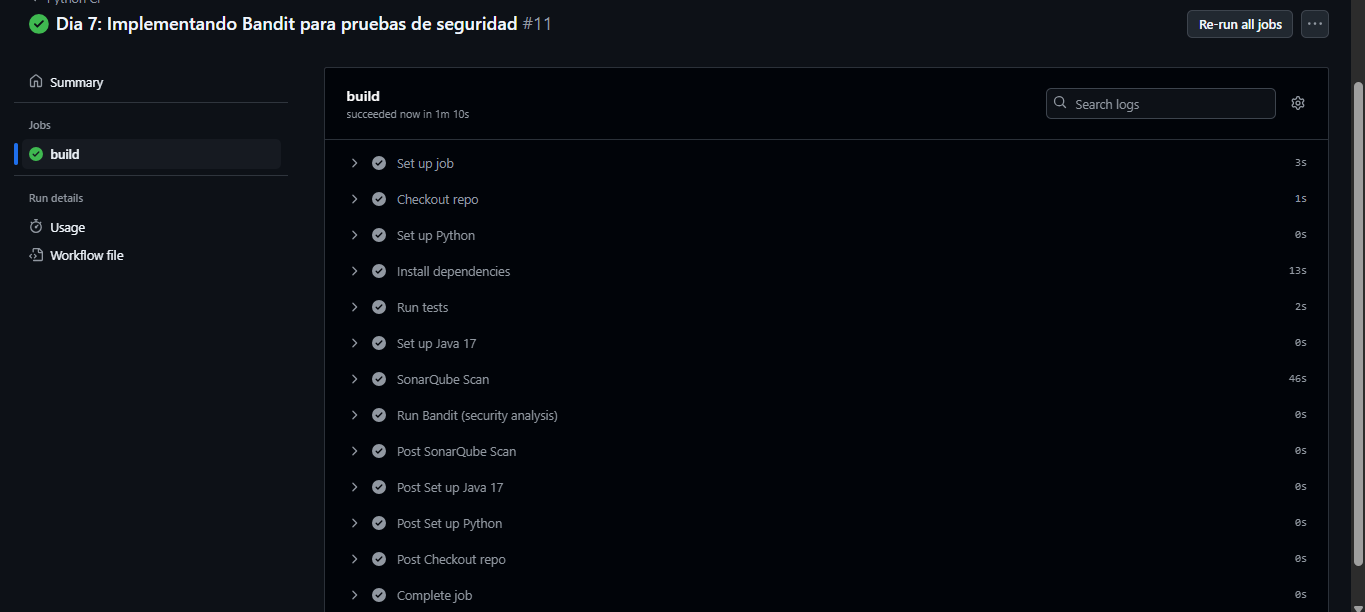 Python CI
Dia 7: Implementando Bandit para pruebas de seguridad #11
Re-run all jobs
Summary
Jobs
build
Run details
Usage
Workflow file
build
succeeded now in 1m 10s
Search logs
Set up job 3s
Checkout repo 1s
Set up Python 0s
Install dependencies 13s
Run tests 2s
Set up Java 17 0s
SonarQube Scan 46s
Run Bandit (security analysis) 0s
Post SonarQube Scan 0s
Post Set up Java 17 0s
Post Set up Python 0s
Post Checkout repo 0s
Complete job 0s